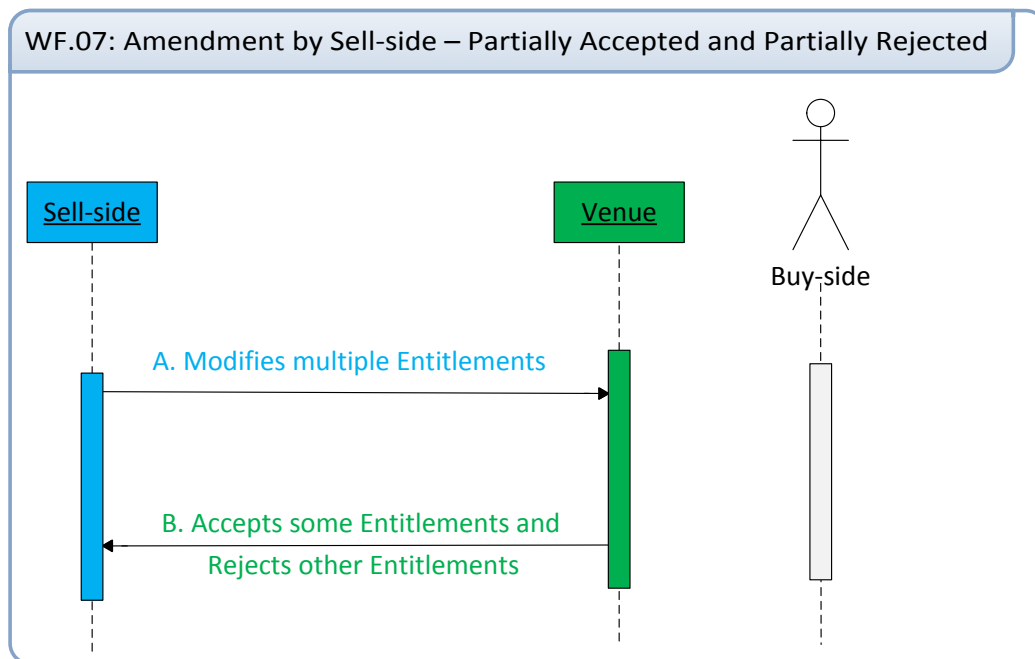 WF.07: Amendment by Sell-side – Partially Accepted and Partially Rejected
Sell-side
Venue
Buy-side
A. Modifies multiple Entitlements
B. Accepts some Entitlements and
Rejects other Entitlements